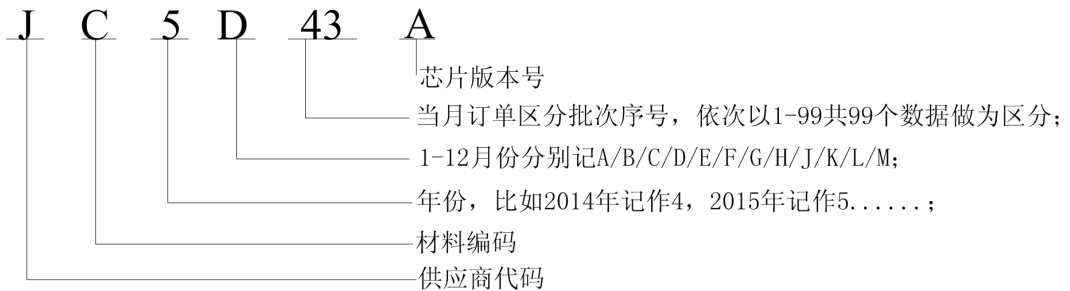 J C 5 D 43 A
芯片版本号
当月订单区分批次序号，依次以1-99共99个数据做为区分；
1-12月份分别记A/B/C/D/E/F/G/H/J/K/L/M；
年份，比如2014年记作4，2015年记作5......；
材料编码
供应商代码